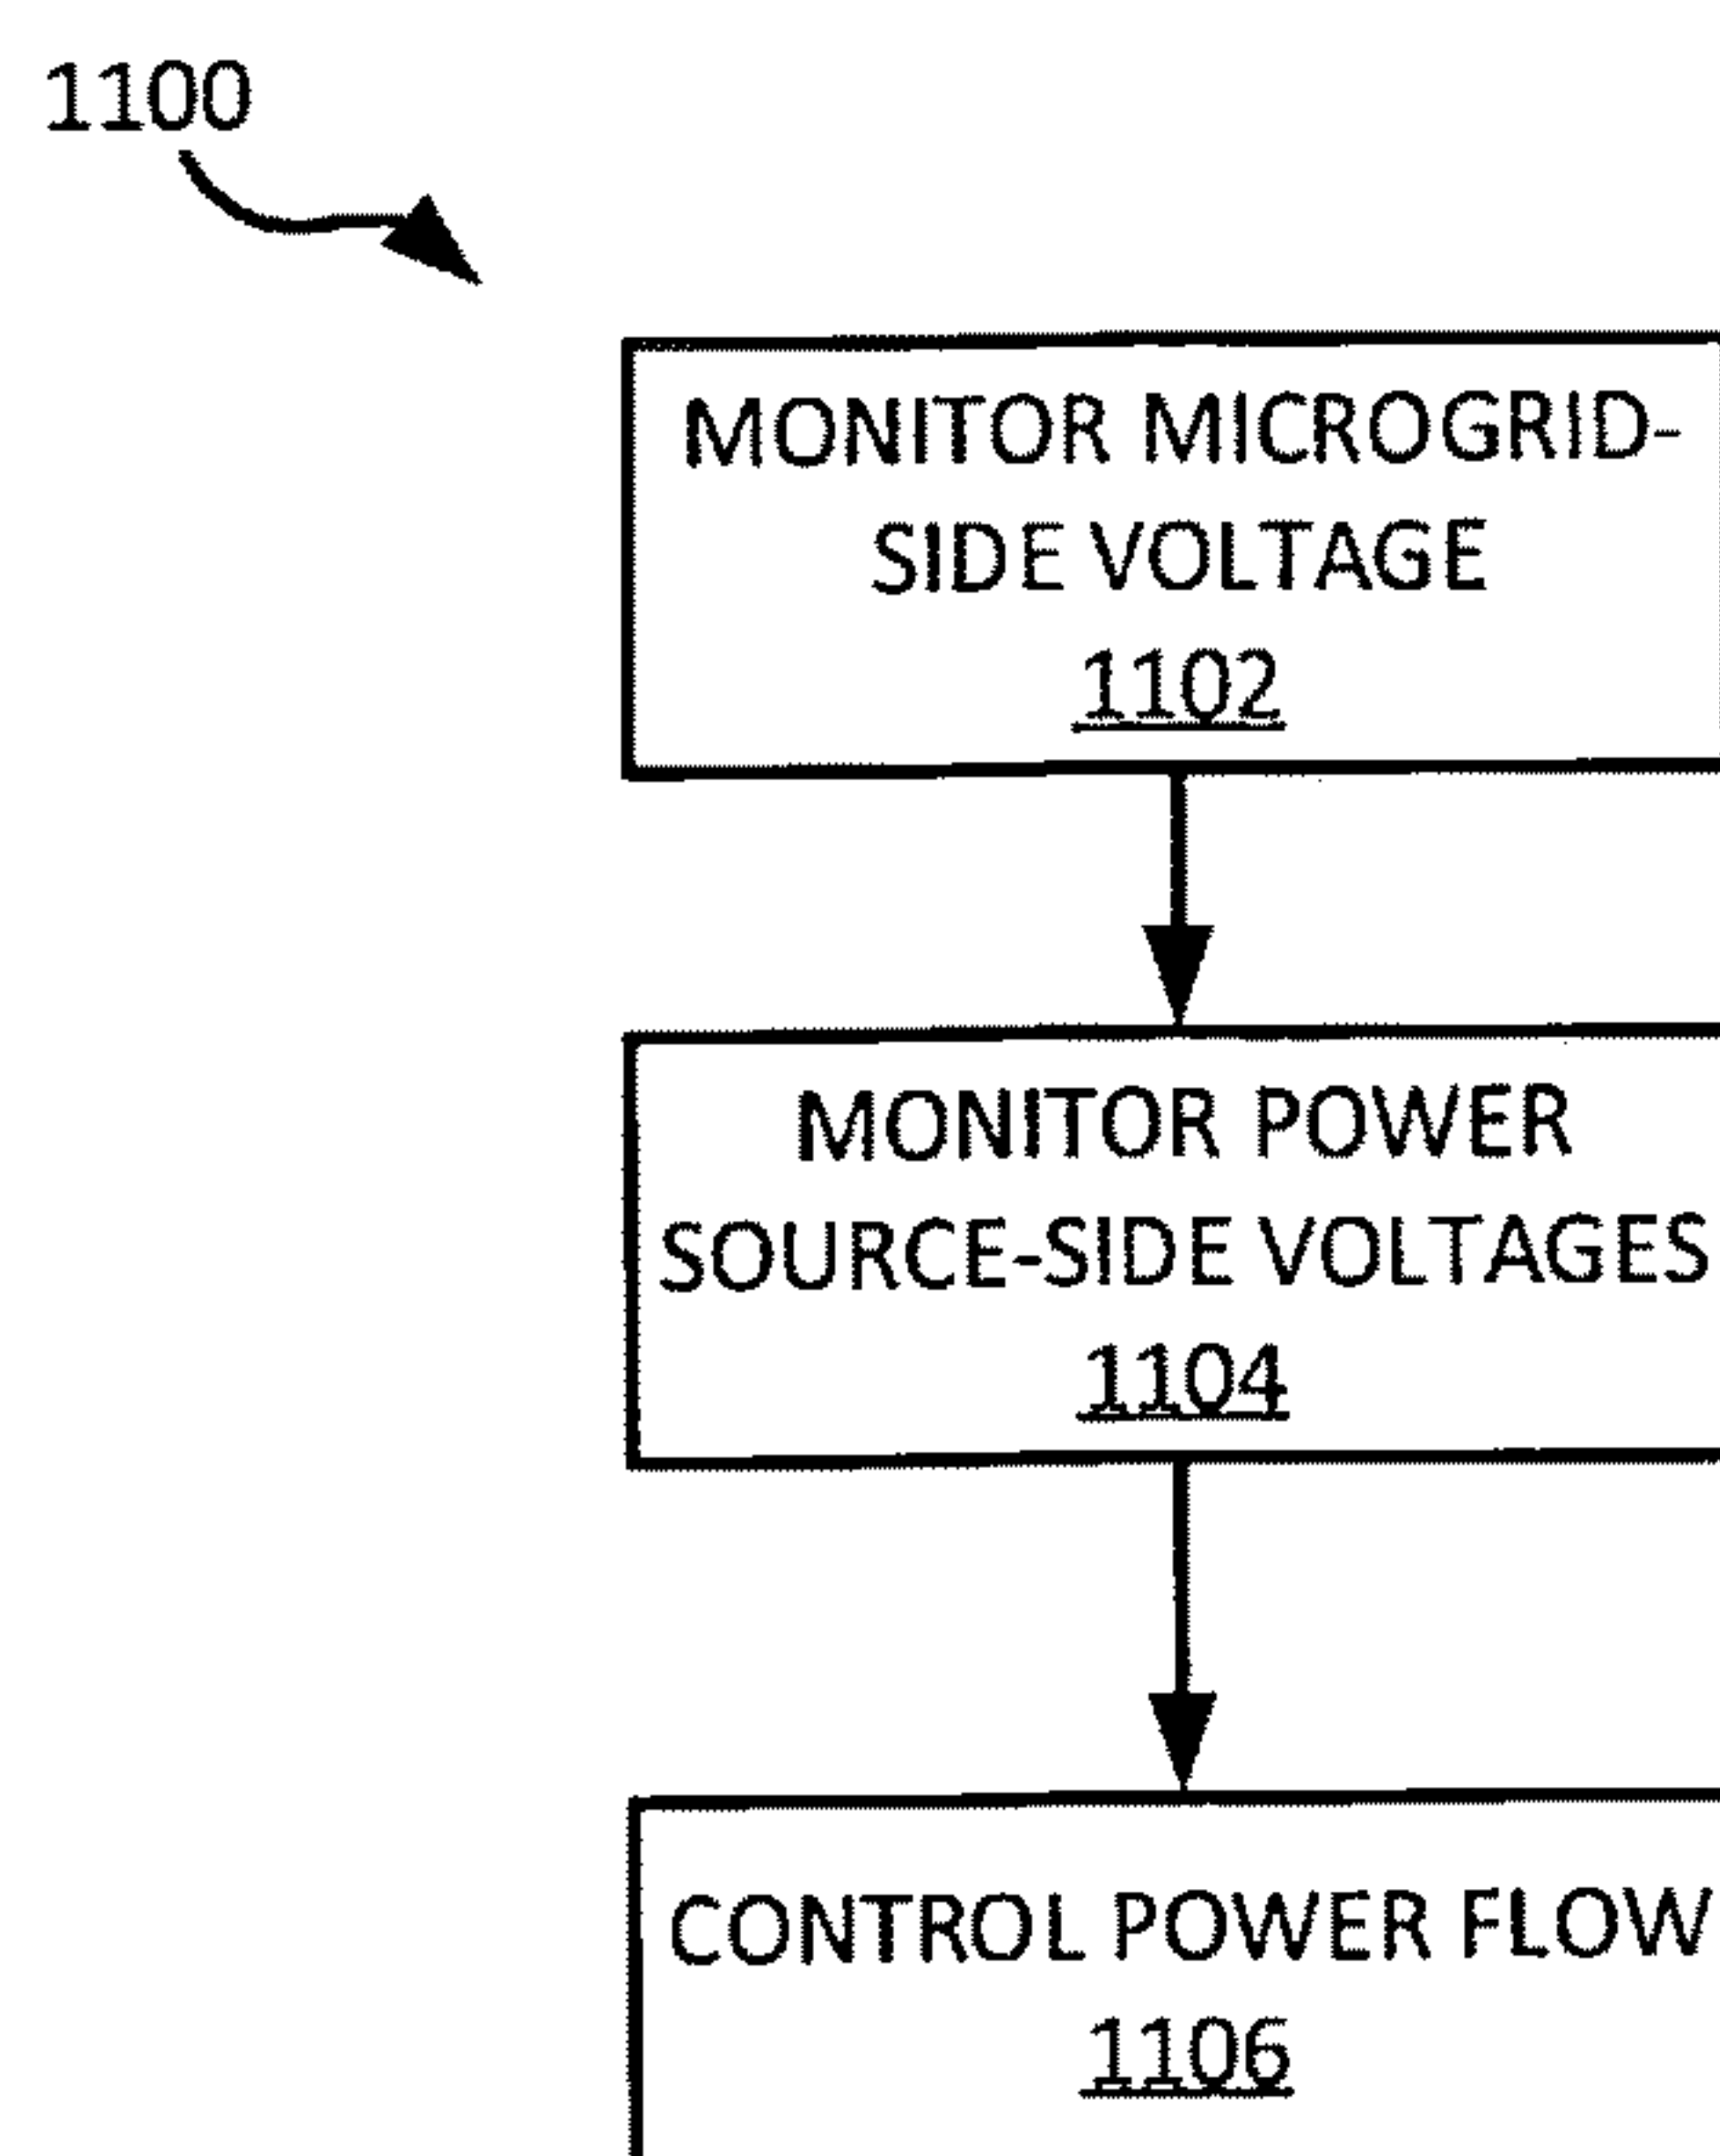 1100
MONITOR MICROGRID-
SIDE VOLTAGE
1102
MONITOR POWER
SOURCE-SIDE VOLTAGES
1104
CONTROL POWER FLOW
1106